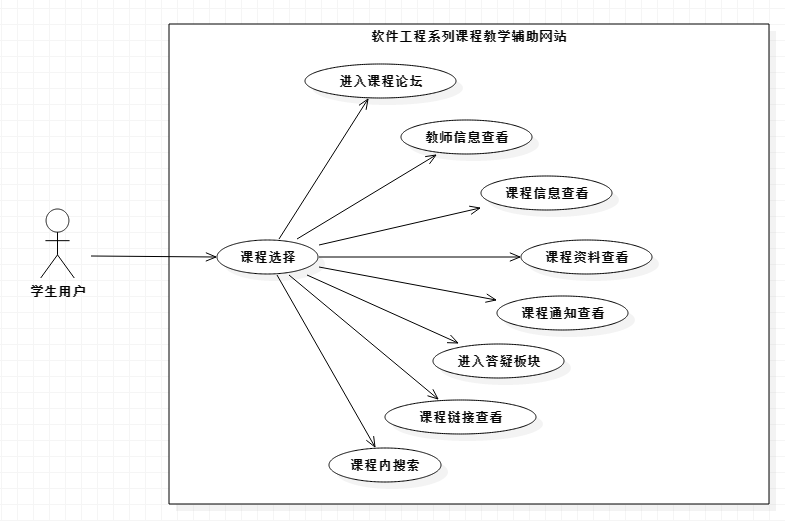 软件工程系列课程教学辅助网站
进入课程论坛
教师信息查看
课程信息查看
课程选择
课程资料查看
学生用户
课程通知查看
进入答疑板块
课程链接查看
课程内搜索